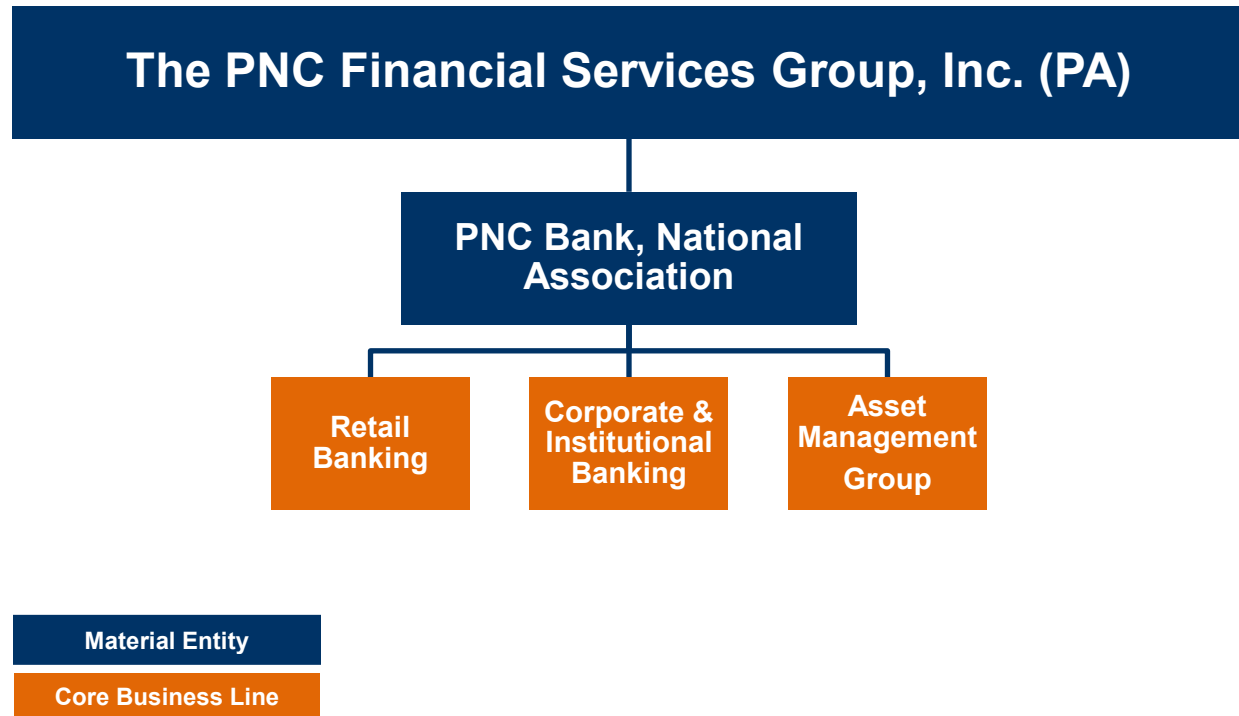 The PNC Financial Services Group, Inc. (PA)
PNC Bank, National
Association
Retail
Banking
Corporate &
Institutional
Banking
Asset
Management
Group
Material Entity
Core Business Line